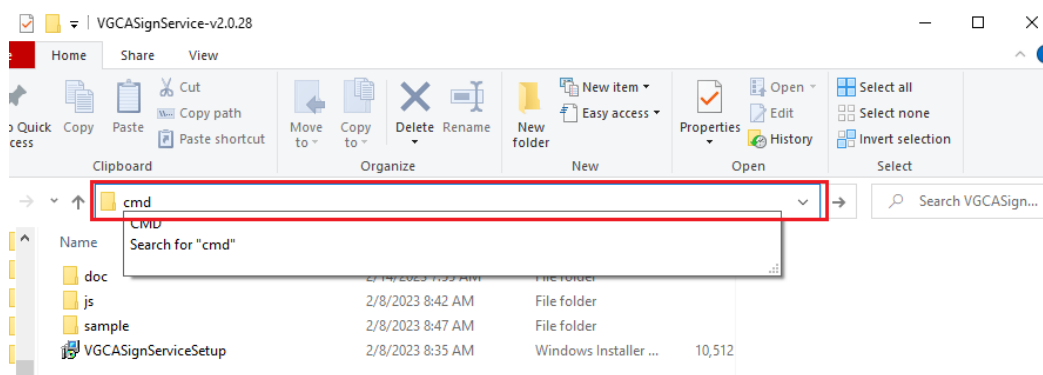 VGCASignService-v2.0.28
Home Share View
Cut
Copy path
Paste shortcut
Quick
Copy Paste
Move to
Copy to
Delete Rename
New folder
New item
Easy access
Properties
Open
Edit
History
Select all
Select none
Invert selection
Clipboard Organize New Open Select
cmd
Search VGCASign...
CMD
Search for "cmd"
Name
doc
js 2/8/2023 8:42 AM File folder
sample 2/8/2023 8:47 AM File folder
VGCASignServiceSetup 2/8/2023 8:35 AM Windows Installer ... 10,512